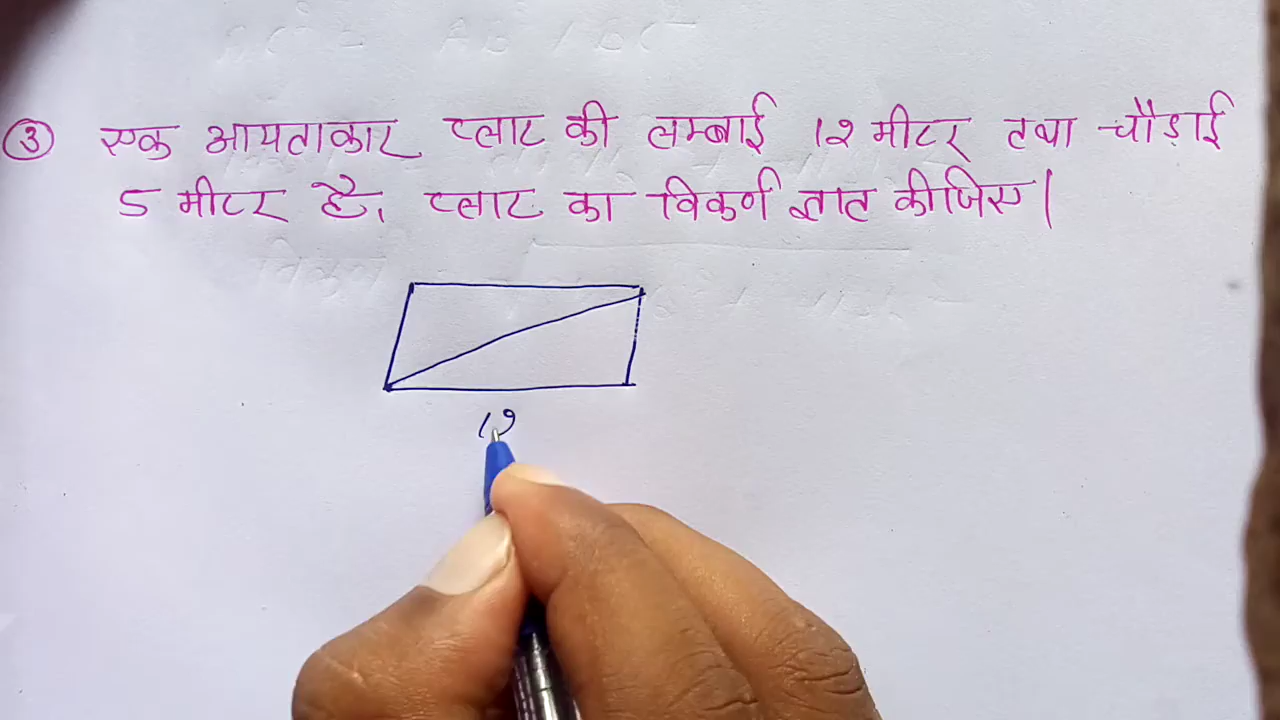 ③ एक आयताकार प्लाट की लम्बाई 12 मीटर तथा चौड़ाई
5 मीटर है, प्लाट का विकर्ण ज्ञात कीजिए।
12